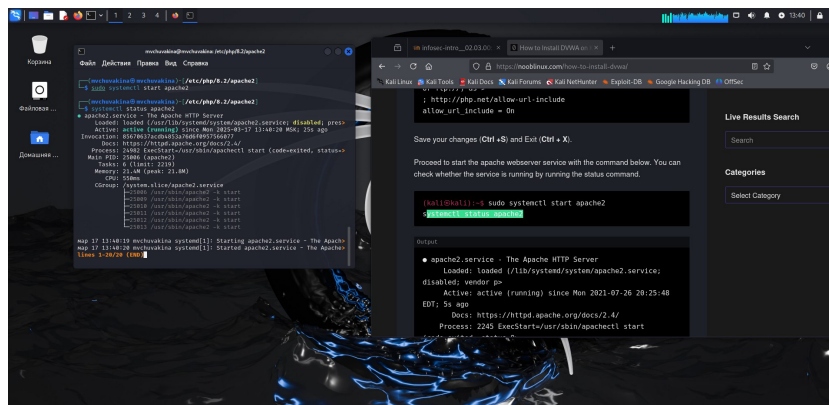 1 2 3 4
13:40
Корзина
Файловая ...
Домашняя ...
mvchuvakina@mvchuvakina: /etc/php/8.2/apache2
Файл Действия Правка Вид Справка
(mvchuvakina㉿mvchuvakina)-[/etc/php/8.2/apache2]
$ sudo systemctl start apache2
(mvchuvakina㉿mvchuvakina)-[/etc/php/8.2/apache2]
$ systemctl status apache2
● apache2.service - The Apache HTTP Server
Loaded: loaded (/usr/lib/systemd/system/apache2.service; disabled; pres>
Active: active (running) since Mon 2025-03-17 13:40:20 MSK; 25s ago
Invocation: 85670637acdb4053a76d6f0957566077
Docs: https://httpd.apache.org/docs/2.4/
Process: 24982 ExecStart=/usr/sbin/apachectl start (code=exited, status=>
Main PID: 25006 (apache2)
Tasks: 6 (limit: 2219)
Memory: 21.4M (peak: 21.8M)
CPU: 550ms
CGroup: /system.slice/apache2.service
├─25006 /usr/sbin/apache2 -k start
├─25009 /usr/sbin/apache2 -k start
├─25010 /usr/sbin/apache2 -k start
├─25011 /usr/sbin/apache2 -k start
├─25012 /usr/sbin/apache2 -k start
└─25013 /usr/sbin/apache2 -k start
мар 17 13:40:19 mvchuvakina systemd[1]: Starting apache2.service - The Apach>
мар 17 13:40:20 mvchuvakina systemd[1]: Started apache2.service - The Apache>
lines 1-20/20 (END)
infosec-intro__02.03.00
How to Install DVWA on
https://nooblinux.com/how-to-install-dvwa/
Kali Linux Kali Tools Kali Docs Kali Forums Kali NetHunter Exploit-DB Google Hacking DB OffSec
; http://php.net/allow-url-include
allow_url_include = On
Save your changes (Ctrl +S) and Exit (Ctrl + X).
Proceed to start the apache webserver service with the command below. You can
check whether the service is running by running the status command.
(kali㉿kali):~$ sudo systemctl start apache2
systemctl status apache2
Output
● apache2.service - The Apache HTTP Server
Loaded: loaded (/lib/systemd/system/apache2.service;
disabled; vendor p>
Active: active (running) since Mon 2021-07-26 20:25:48
EDT; 5s ago
Docs: https://httpd.apache.org/docs/2.4/
Process: 2245 ExecStart=/usr/sbin/apachectl start
Live Results Search
Search
Categories
Select Category